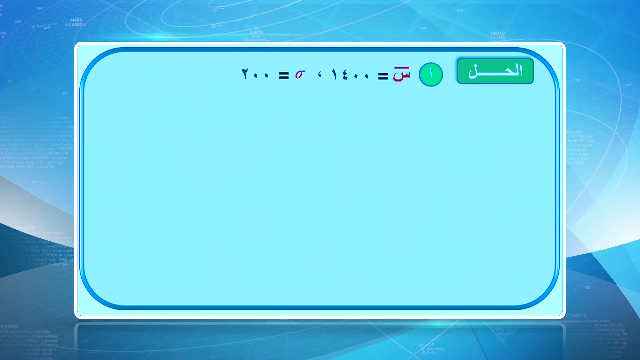 الحـــل
١ س̅ = ١٤٠٠ ، σ = ٢٠٠